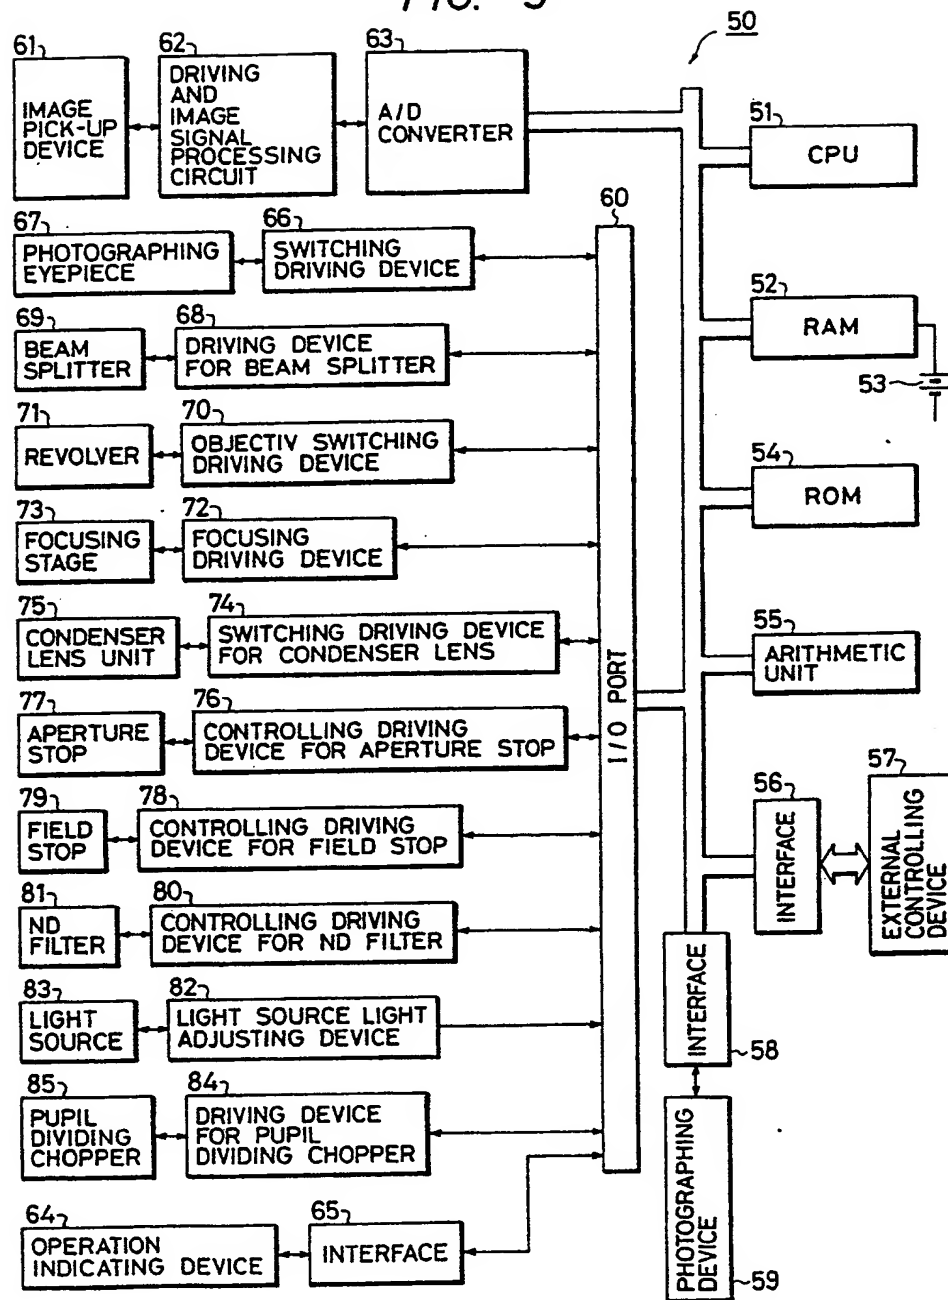 FIG. 5
50
61
IMAGE
PICK-UP
DEVICE
62
DRIVING
AND
IMAGE
SIGNAL
PROCESSING
CIRCUIT
63
A/D
CONVERTER
51
CPU
60
I/O PORT
67
PHOTOGRAPHING
EYEPIECE
66
SWITCHING
DRIVING DEVICE
52
RAM
53
69
BEAM
SPLITTER
68
DRIVING DEVICE
FOR BEAM SPLITTER
71
REVOLVER
70
OBJECTIV SWITCHING
DRIVING DEVICE
54
ROM
73
FOCUSING
STAGE
72
FOCUSING
DRIVING DEVICE
75
CONDENSER
LENS UNIT
74
SWITCHING DRIVING DEVICE
FOR CONDENSER LENS
55
ARITHMETIC
UNIT
77
APERTURE
STOP
76
CONTROLLING DRIVING
DEVICE FOR APERTURE STOP
79
FIELD
STOP
78
CONTROLLING DRIVING
DEVICE FOR FIELD STOP
56
INTERFACE
57
EXTERNAL
CONTROLLING
DEVICE
81
ND
FILTER
80
CONTROLLING DRIVING
DEVICE FOR ND FILTER
83
LIGHT
SOURCE
82
LIGHT SOURCE LIGHT
ADJUSTING DEVICE
INTERFACE
58
85
PUPIL
DIVIDING
CHOPPER
84
DRIVING DEVICE
FOR PUPIL
DIVIDING CHOPPER
PHOTOGRAPHING
DEVICE
59
64
OPERATION
INDICATING DEVICE
65
INTERFACE